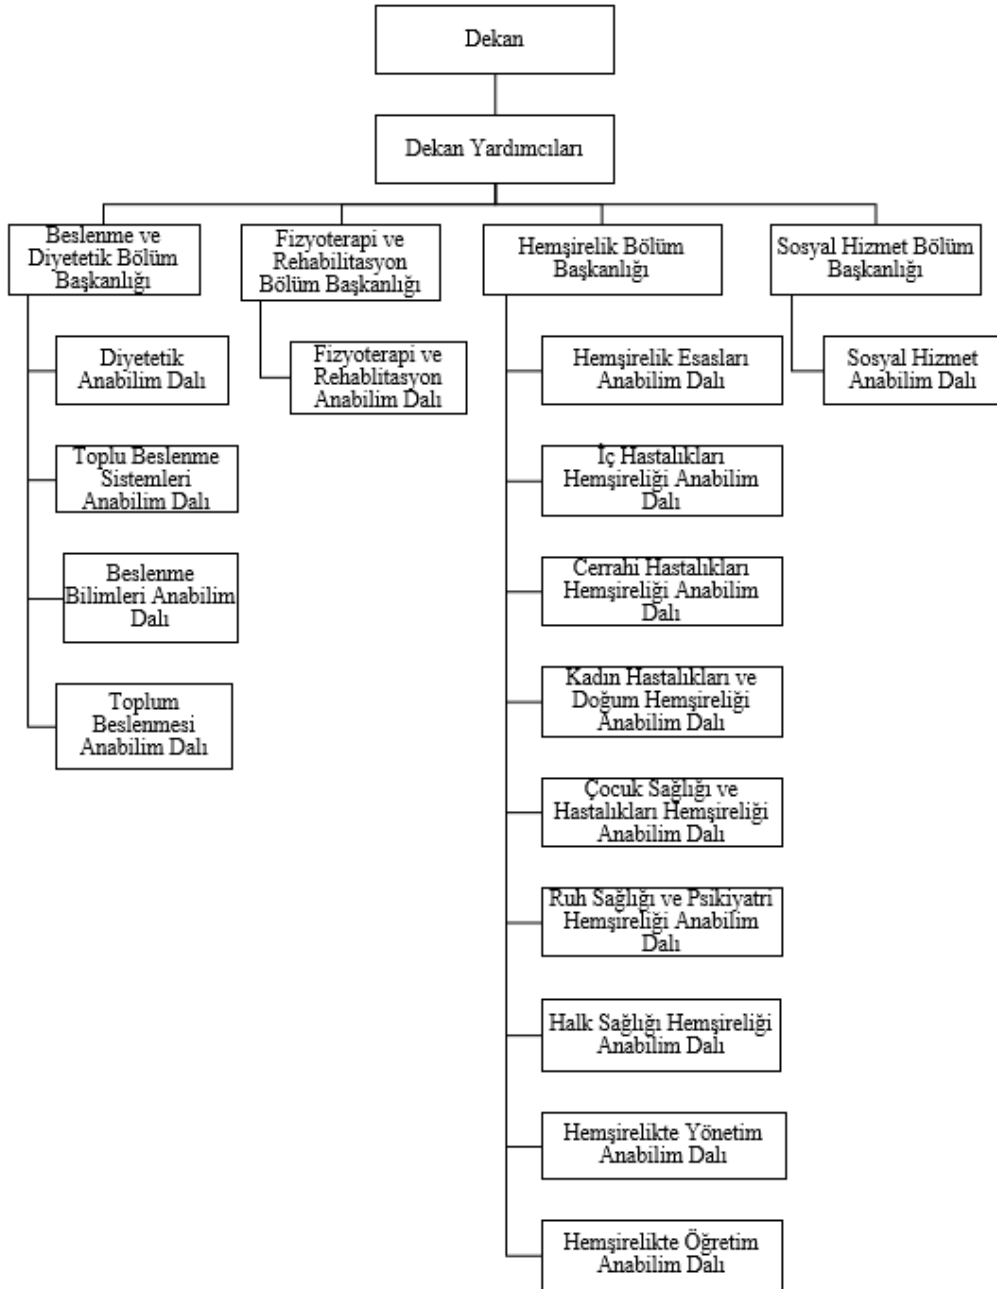 Dekan
Dekan Yardımcıları
Beslenme ve
Diyetetik Bölüm
Başkanlığı
Diyetetik
Anabilim Dalı
Toplu Beslenme
Sistemleri
Anabilim Dalı
Beslenme
Bilimleri Anabilim
Dalı
Toplum
Beslenmesi
Anabilim Dalı
Fizyoterapi ve
Rehabilitasyon
Bölüm Başkanlığı
Fizyoterapi ve
Rehablitasyon
Anabilim Dalı
Hemşirelik Bölüm
Başkanlığı
Hemşirelik Esasları
Anabilim Dalı
İç Hastalıkları
Hemşireliği Anabilim
Dalı
Cerrahi Hastalıkları
Hemşireliği Anabilim
Dalı
Kadın Hastalıkları ve
Doğum Hemşireliği
Anabilim Dalı
Çocuk Sağlığı ve
Hastalıkları Hemşireliği
Anabilim Dalı
Ruh Sağlığı ve Psikiyatri
Hemşireliği Anabilim
Dalı
Halk Sağlığı Hemşireliği
Anabilim Dalı
Hemşirelikte Yönetim
Anabilim Dalı
Hemşirelikte Öğretim
Anabilim Dalı
Sosyal Hizmet Bölüm
Başkanlığı
Sosyal Hizmet
Anabilim Dalı